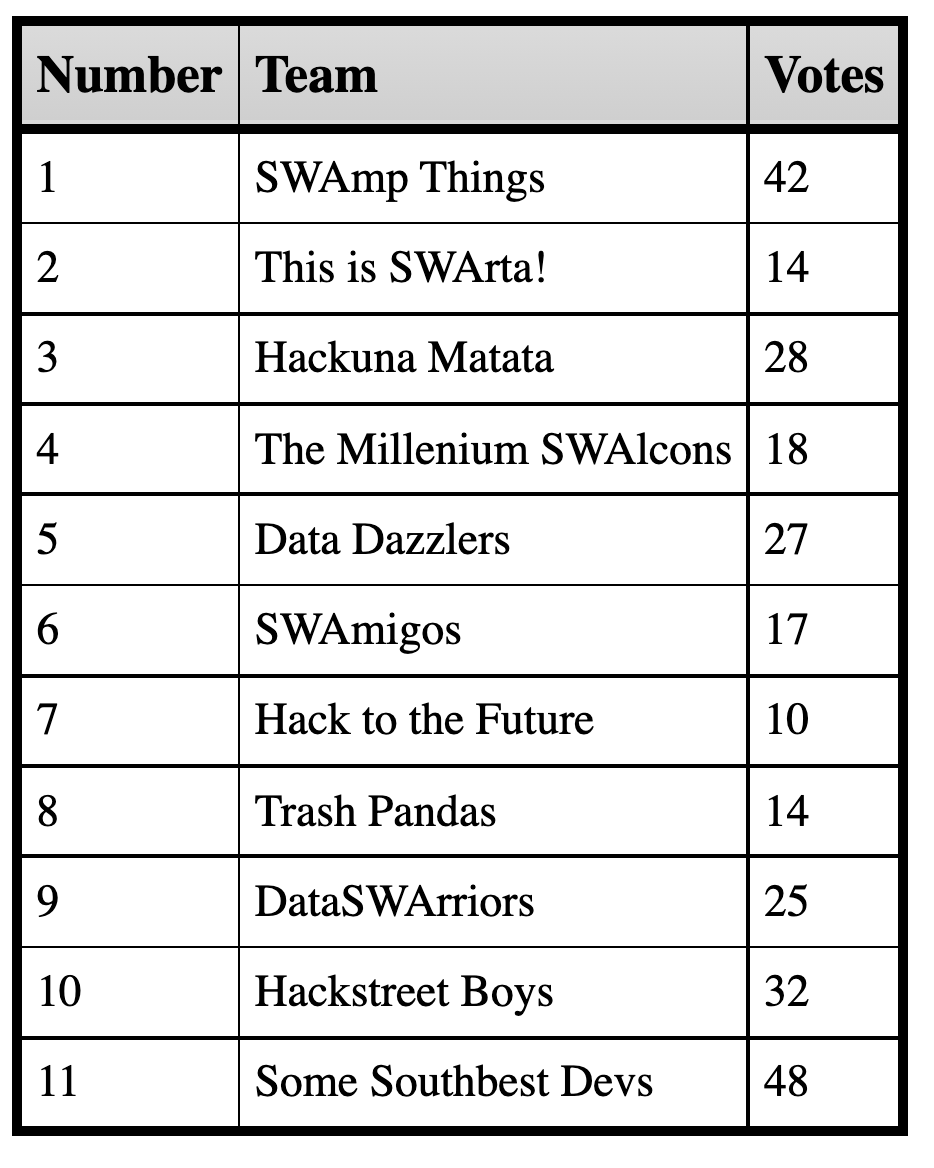 Number Team Votes
1 SWAmp Things 42
2 This is SWArta! 14
3 Hackuna Matata 28
4 The Millenium SWAlcons 18
5 Data Dazzlers 27
6 SWAmigos 17
7 Hack to the Future 10
8 Trash Pandas 14
9 DataSWArriors 25
10 Hackstreet Boys 32
11 Some Southbest Devs 48